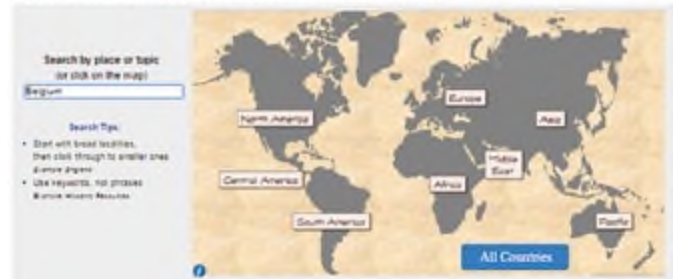 Search by place or topic
(or click on the map)
Belgium
Search Tips:
Start with broad localities,
then click through to smaller ones
Use keywords, not phrases
North America
Europe
Asia
Middle
East
Central America
Africa
South America
Pacific
All Countries